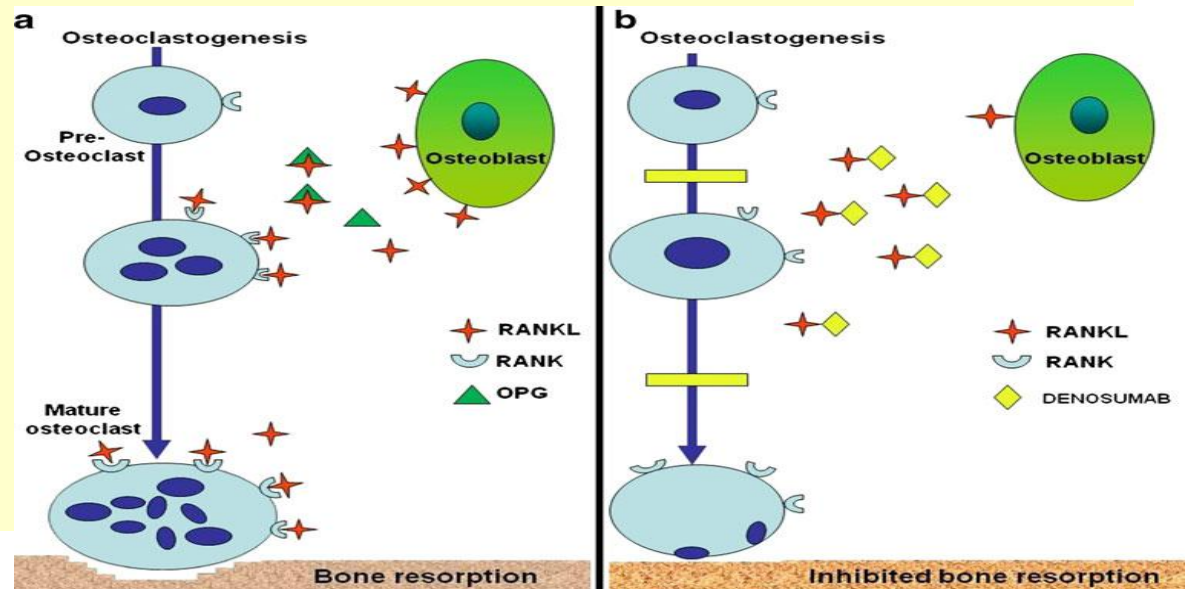 a
Osteoclastogenesis
Pre-
Osteoclast
Osteoblast
RANKL
RANK
OPG
Mature
osteoclast
Bone resorption
b
Osteoclastogenesis
Osteoblast
RANKL
RANK
DENOSUMAB
Inhibited bone resorption